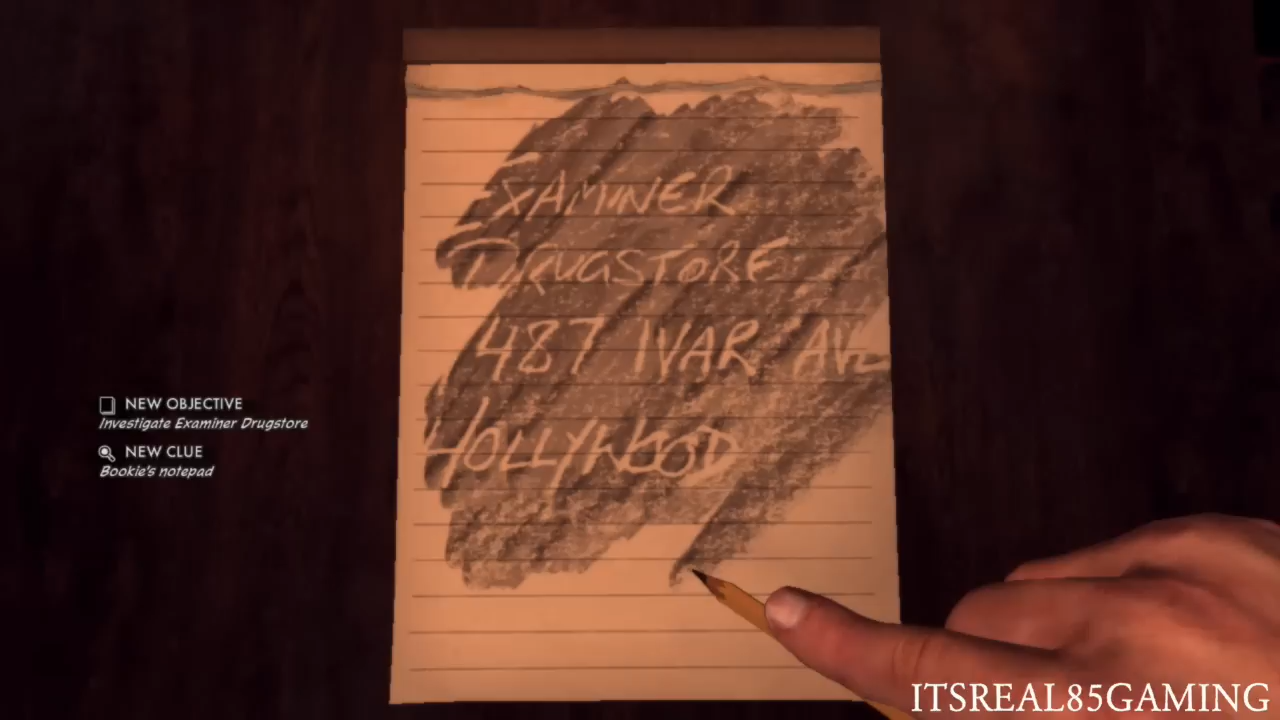 XAMINER
DRUGSTORE
487 IVAR AVE
HOLLYWOOD
NEW OBJECTIVE
Investigate Examiner Drugstore
NEW CLUE
Bookie's notepad
ITSREAL85GAMING